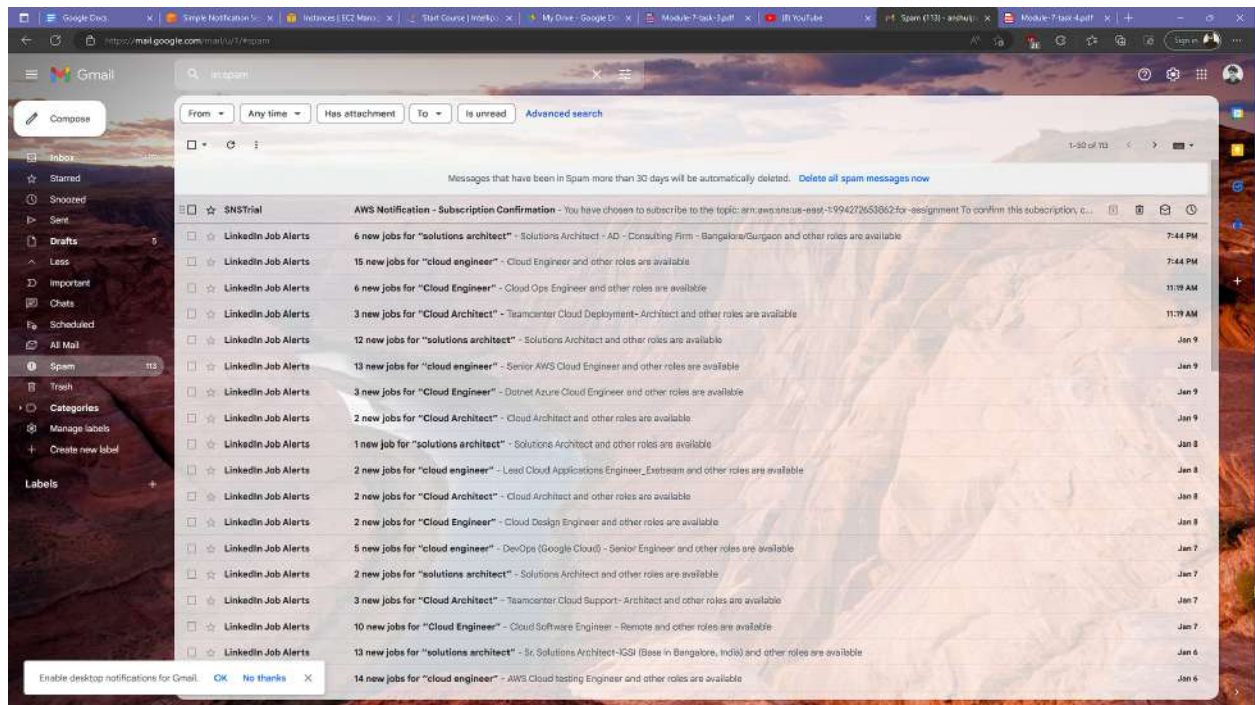 Google Docs
Simple Notification Se
Instances | EC2 Mana
Start Course | Intellipa
My Drive - Google Dr
Module-7-task-3.pdf
(8) YouTube
Spam (113) - anshul
Module-7-task-4.pdf
https://mail.google.com/mail/u/1/#spam
Sign in
Gmail
in:spam
Compose
From
Any time
Has attachment
To
Is unread
Advanced search
1-50 of 113
Inbox
Starred
Snoozed
Sent
Drafts 5
Less
Important
Chats
Scheduled
All Mail
Spam 113
Trash
Categories
Manage labels
Create new label
Labels
Messages that have been in Spam more than 30 days will be automatically deleted. Delete all spam messages now
SNSTrial AWS Notification - Subscription Confirmation - You have chosen to subscribe to the topic: arn:aws:sns:us-east-1:994272653862:for-assignment To confirm this subscription, c...
LinkedIn Job Alerts 6 new jobs for "solutions architect" - Solutions Architect - AD - Consulting Firm - Bangalore/Gurgaon and other roles are available 7:44 PM
LinkedIn Job Alerts 15 new jobs for "cloud engineer" - Cloud Engineer and other roles are available 7:44 PM
LinkedIn Job Alerts 6 new jobs for "Cloud Engineer" - Cloud Ops Engineer and other roles are available 11:19 AM
LinkedIn Job Alerts 3 new jobs for "Cloud Architect" - Teamcenter Cloud Deployment- Architect and other roles are available 11:19 AM
LinkedIn Job Alerts 12 new jobs for "solutions architect" - Solutions Architect and other roles are available Jan 9
LinkedIn Job Alerts 13 new jobs for "cloud engineer" - Senior AWS Cloud Engineer and other roles are available Jan 9
LinkedIn Job Alerts 3 new jobs for "Cloud Engineer" - Dotnet Azure Cloud Engineer and other roles are available Jan 9
LinkedIn Job Alerts 2 new jobs for "Cloud Architect" - Cloud Architect and other roles are available Jan 9
LinkedIn Job Alerts 1 new job for "solutions architect" - Solutions Architect and other roles are available Jan 8
LinkedIn Job Alerts 2 new jobs for "cloud engineer" - Lead Cloud Applications Engineer_Exstream and other roles are available Jan 8
LinkedIn Job Alerts 2 new jobs for "Cloud Architect" - Cloud Architect and other roles are available Jan 8
LinkedIn Job Alerts 2 new jobs for "Cloud Engineer" - Cloud Design Engineer and other roles are available Jan 8
LinkedIn Job Alerts 5 new jobs for "cloud engineer" - DevOps (Google Cloud) - Senior Engineer and other roles are available Jan 7
LinkedIn Job Alerts 2 new jobs for "solutions architect" - Solutions Architect and other roles are available Jan 7
LinkedIn Job Alerts 3 new jobs for "Cloud Architect" - Teamcenter Cloud Support- Architect and other roles are available Jan 7
LinkedIn Job Alerts 10 new jobs for "Cloud Engineer" - Cloud Software Engineer - Remote and other roles are available Jan 7
LinkedIn Job Alerts 13 new jobs for "solutions architect" - Sr. Solutions Architect-IGSI (Base in Bangalore, India) and other roles are available Jan 6
14 new jobs for "cloud engineer" - AWS Cloud testing Engineer and other roles are available Jan 6
Enable desktop notifications for Gmail. OK No thanks